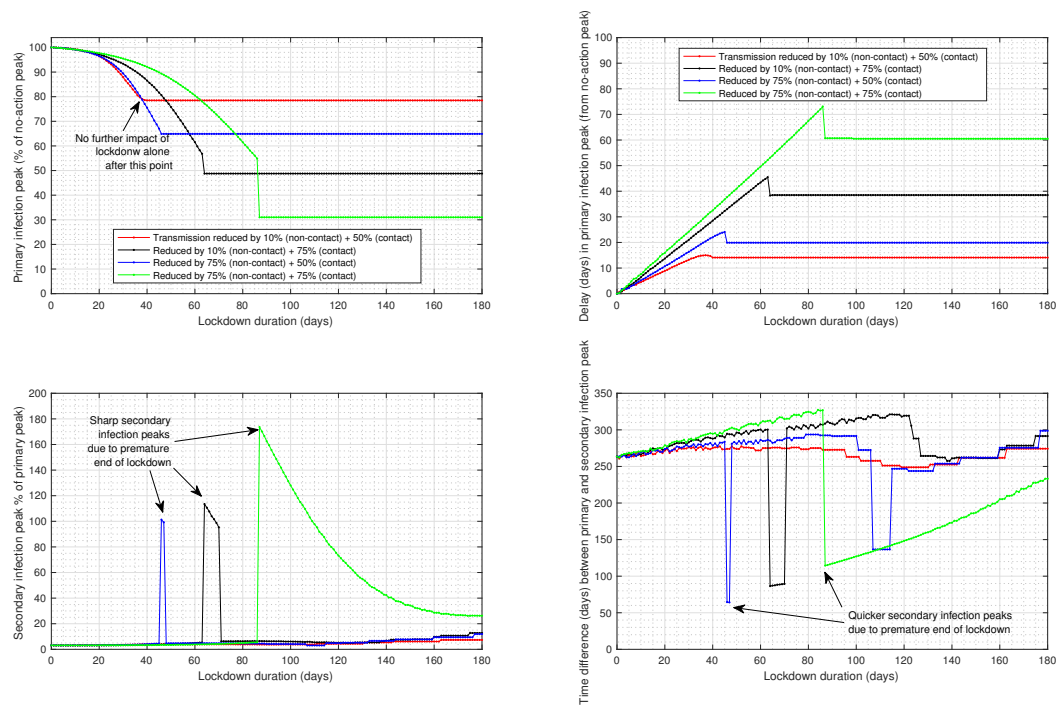 Primary infection peak (% of no-action peak)
100
90
80
70
60
50
40
30
20
10
0
No further impact of
lockdonw alone
after this point
Transmission reduced by 10% (non-contact) + 50% (contact)
Reduced by 10% (non-contact) + 75% (contact)
Reduced by 75% (non-contact) + 50% (contact)
Reduced by 75% (non-contact) + 75% (contact)
0 20 40 60 80 100 120 140 160 180
Lockdown duration (days)
Delay (days) in primary infection peak (from no-action peak)
100
90
80
70
60
50
40
30
20
10
0
Transmission reduced by 10% (non-contact) + 50% (contact)
Reduced by 10% (non-contact) + 75% (contact)
Reduced by 75% (non-contact) + 50% (contact)
Reduced by 75% (non-contact) + 75% (contact)
0 20 40 60 80 100 120 140 160 180
Lockdown duration (days)
Secondary infection peak % of primary peak)
200
180
160
140
120
100
80
60
40
20
0
Sharp secondary
infection peaks
due to premature
end of lockdown
0 20 40 60 80 100 120 140 160 180
Lockdown duration (days)
Time difference (days) between primary and secondary infection peak
350
300
250
200
150
100
50
0
Quicker secondary infection peaks
due to premature end of lockdown
0 20 40 60 80 100 120 140 160 180
Lockdown duration (days)